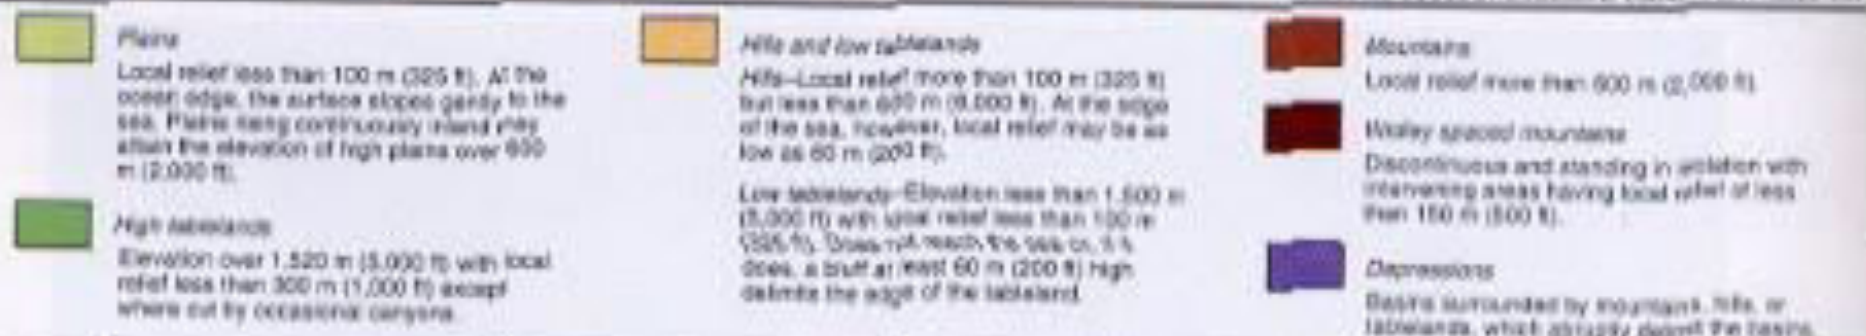 Plains
Local relief less than 100 m (325 ft). At the
ocean edge, the surface slopes gently to the
sea. Plains rising continuously inland may
attain the elevation of high plains over 600
m (2,000 ft).
High tablelands
Elevation over 1,520 m (5,000 ft) with local
relief less than 300 m (1,000 ft) except
where cut by occasional canyons.
Hills and low tablelands
Hills–Local relief more than 100 m (325 ft)
but less than 600 m
At the edge
of the sea, however, local relief may be as
low as 60 m (200 ft).
Low tablelands–Elevation less than 1,500 m
(5,000 ft) with local relief less than 100 m
(325 ft). Does not reach the sea or, if it
does, a bluff at least 60 m (200 ft) high
delimits the edge of the tableland.
Mountains
Local relief more than 600 m (2,000 ft).
Widely spaced mountains
Discontinuous and standing in isolation with
intervening areas having local relief of less
than 150 m (500 ft).
Depressions
Basins surrounded by mountains, hills, or
tablelands, which abruptly delimit the basins.